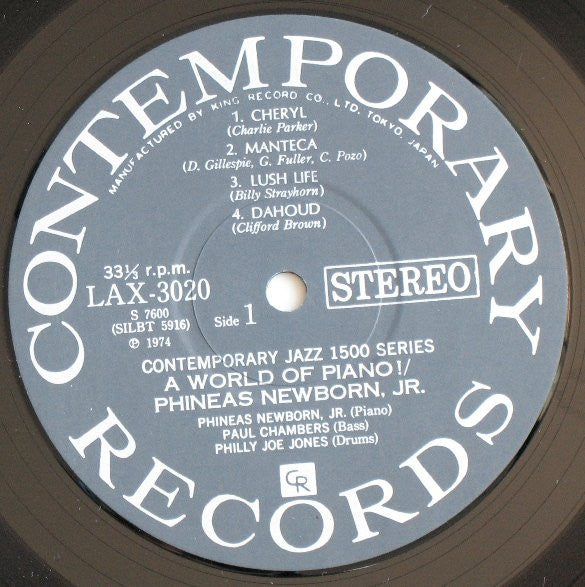 CONTEMPORARY
MANUFACTURED BY KING RECORD CO., LTD. TOKYO, JAPAN
1. CHERYL
(Charlie Parker)
2. MANTECA
(D. Gillespie, G. Fuller, C. Pozo)
3. LUSH LIFE
(Billy Strayhorn)
4. DAHOUD
(Clifford Brown)
33⅓ r.p.m.
LAX-3020
S 7600
(SILBT 5916)
℗ 1974
Side 1
STEREO
CONTEMPORARY JAZZ 1500 SERIES
A WORLD OF PIANO!/
PHINEAS NEWBORN, JR.
PHINEAS NEWBORN, JR. (Piano)
PAUL CHAMBERS (Bass)
PHILLY JOE JONES (Drums)
CR
RECORDS